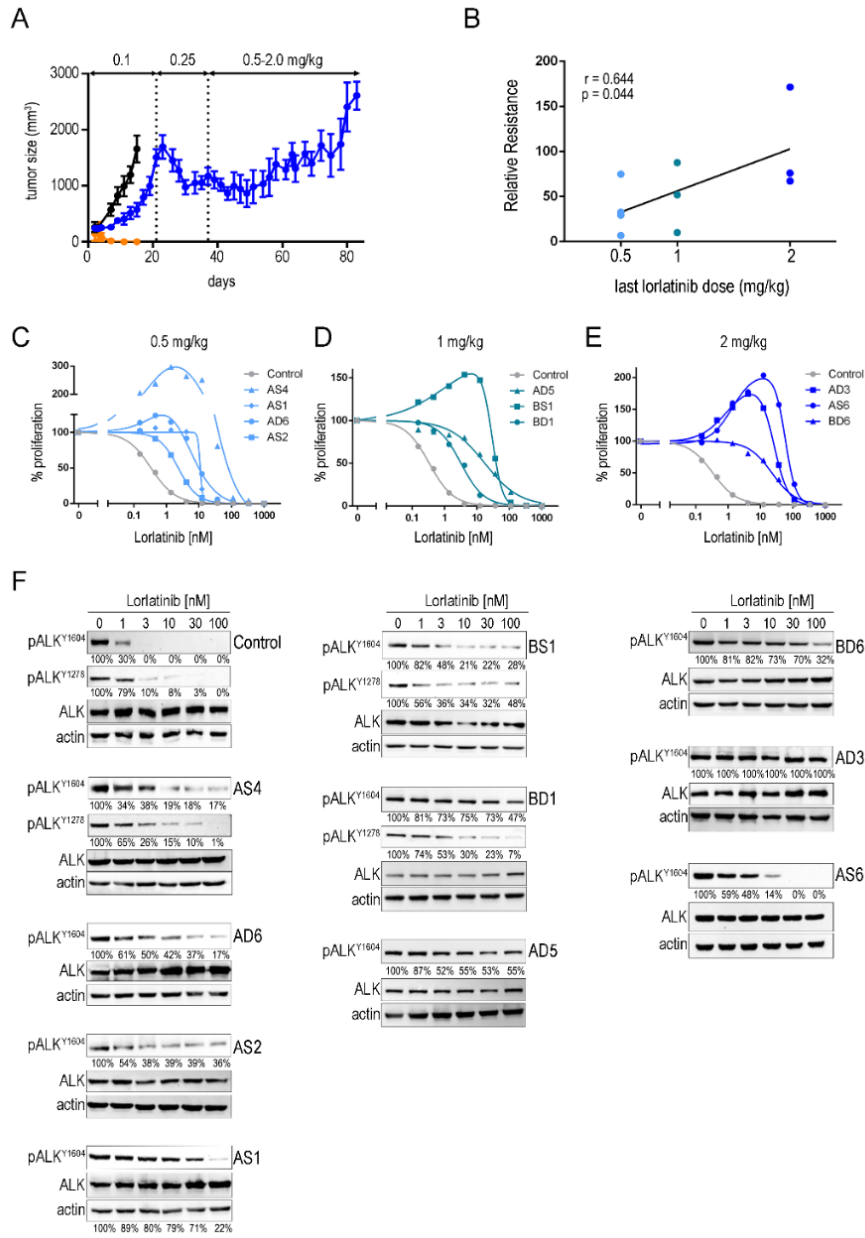 A
0.1 0.25 0.5-2.0 mg/kg
3000
2000
1000
0
tumor size (mm³)
0 20 40 60 80
days
B
r = 0.644
p = 0.044
200
150
100
50
0
Relative Resistance
0.5 1 2
last lorlatinib dose (mg/kg)
C
0.5 mg/kg
300
200
100
50
0
% proliferation
0 0.1 1 10 100 1000
Lorlatinib [nM]
Control
AS4
AS1
AD6
AS2
D
1 mg/kg
150
100
50
0
% proliferation
0 0.1 1 10 100 1000
Lorlatinib [nM]
Control
AD5
BS1
BD1
E
2 mg/kg
200
150
100
50
0
% proliferation
0 0.1 1 10 100 1000
Lorlatinib [nM]
Control
AD3
AS6
BD6
F
Lorlatinib [nM]
0 1 3 10 30 100
pALK^Y1604 Control
100% 30% 0% 0% 0% 0%
pALK^Y1278
100% 79% 10% 8% 3% 0%
ALK
actin
pALK^Y1604 AS4
100% 34% 38% 19% 18% 17%
pALK^Y1278
100% 65% 26% 15% 10% 1%
ALK
actin
pALK^Y1604 AD6
100% 61% 50% 42% 37% 17%
ALK
actin
pALK^Y1604 AS2
100% 54% 38% 39% 39% 36%
ALK
actin
pALK^Y1604 AS1
ALK
actin
100% 89% 80% 79% 71% 22%
Lorlatinib [nM]
0 1 3 10 30 100
pALK^Y1604 BS1
100% 82% 48% 21% 22% 28%
pALK^Y1278
100% 56% 36% 34% 32% 48%
ALK
actin
pALK^Y1604 BD1
100% 81% 73% 75% 73% 47%
pALK^Y1278
100% 74% 53% 30% 23% 7%
ALK
actin
pALK^Y1604 AD5
100% 87% 52% 55% 53% 55%
ALK
actin
Lorlatinib [nM]
0 1 3 10 30 100
pALK^Y1604 BD6
100% 81% 82% 73% 70% 32%
ALK
actin
pALK^Y1604 AD3
100% 100% 100% 100% 100% 100%
ALK
actin
pALK^Y1604 AS6
100% 59% 48% 14% 0% 0%
ALK
actin